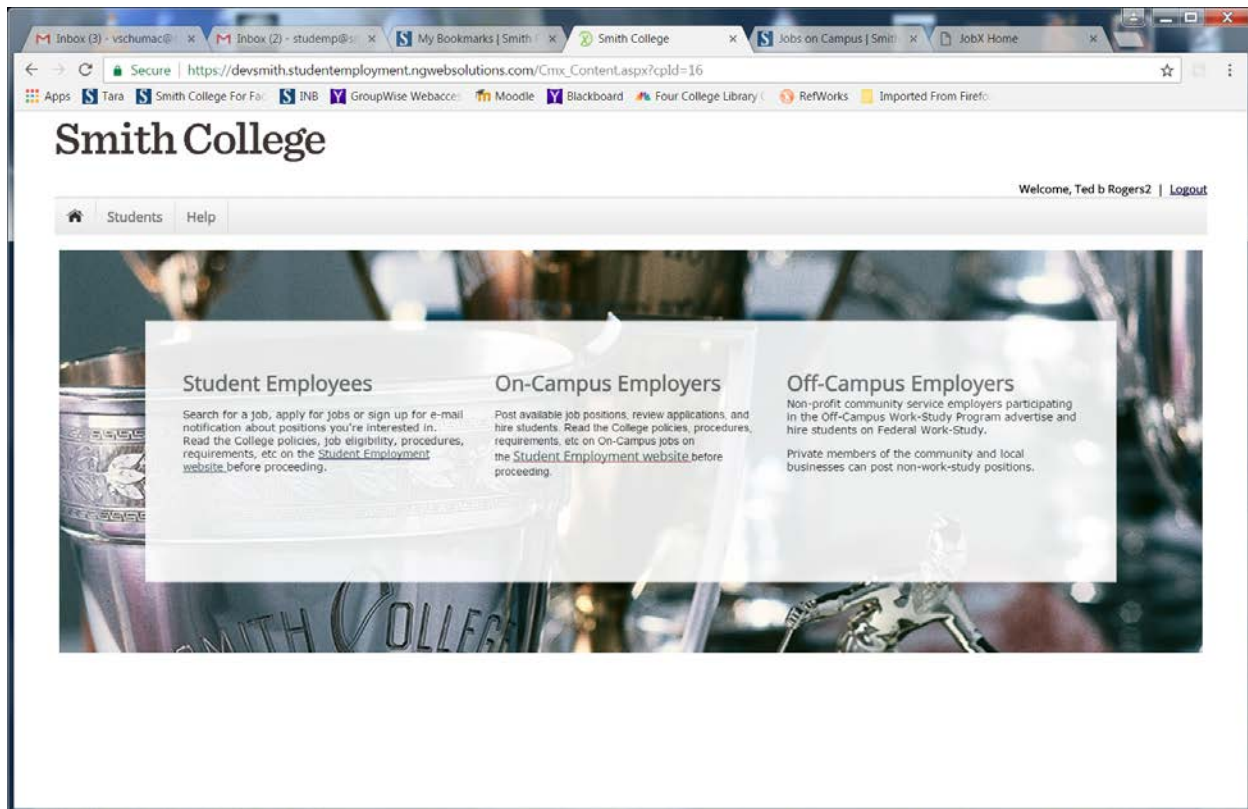 Inbox (3) - vschumac@
Inbox (2) - studemp@s
My Bookmarks | Smith
Smith College
Jobs on Campus | Smit
JobX Home
Secure | https://devsmith.studentemployment.ngwebsolutions.com/Cmx_Content.aspx?cpId=16
Apps
Tara
Smith College For Fac
INB
GroupWise Webacces
Moodle
Blackboard
Four College Library
RefWorks
Imported From Firefo
Smith College
Welcome, Ted b Rogers2 | Logout
Students
Help
Student Employees
Search for a job, apply for jobs or sign up for e-mail
notification about positions you're interested in.
Read the College policies, job eligibility, procedures,
requirements, etc on the Student Employment
website before proceeding.
On-Campus Employers
Post available job positions, review applications, and
hire students. Read the College policies, procedures,
requirements, etc on On-Campus jobs on
the Student Employment website before
proceeding.
Off-Campus Employers
Non-profit community service employers participating
in the Off-Campus Work-Study Program advertise and
hire students on Federal Work-Study.
Private members of the community and local
businesses can post non-work-study positions.
SMITH COLLEGE